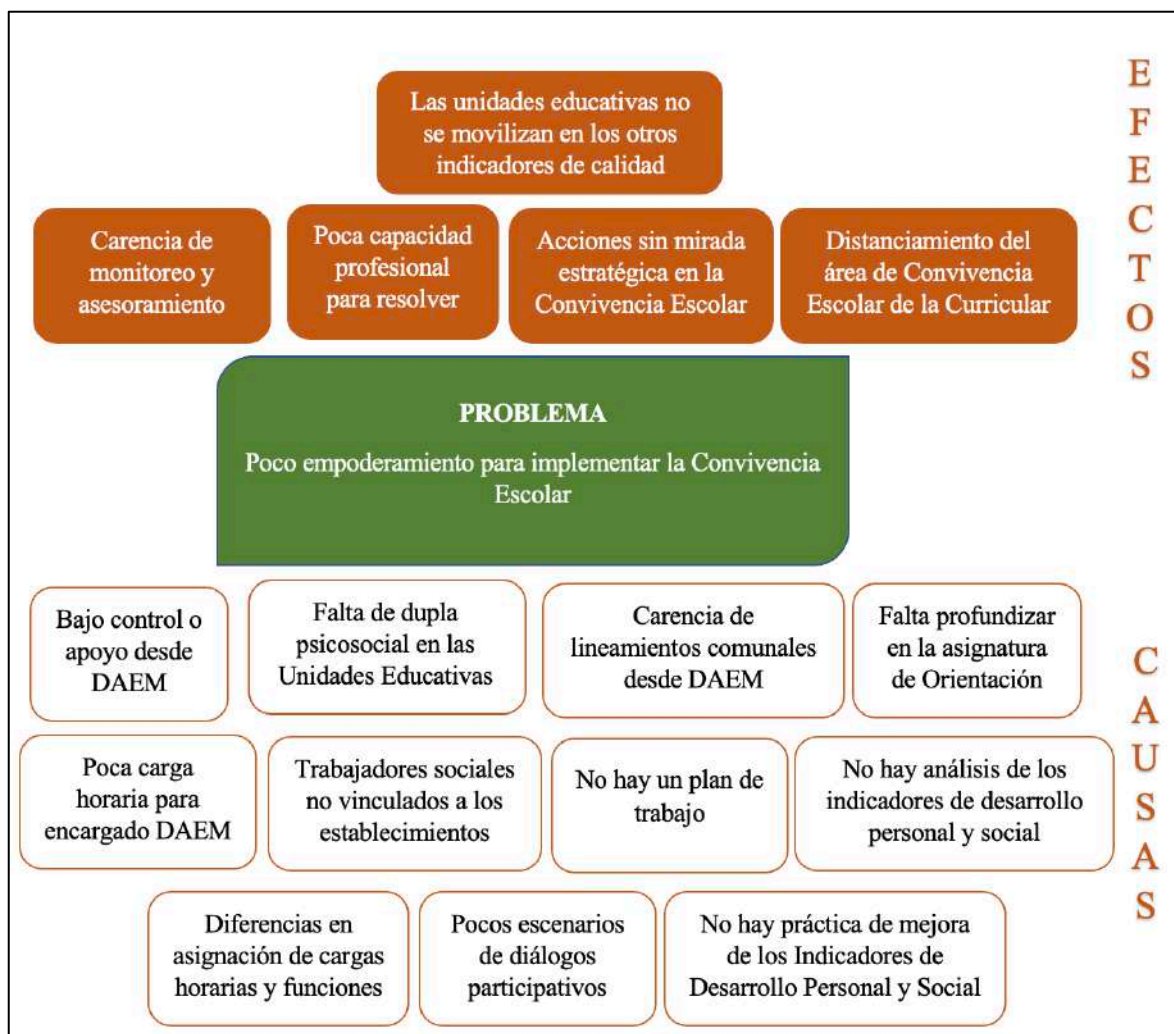 Las unidades educativas no
se movilizan en los otros
indicadores de calidad
Carencia de
monitoreo y
asesoramiento
Poca capacidad
profesional
para resolver
Acciones sin mirada
estratégica en la
Convivencia Escolar
Distanciamiento del
área de Convivencia
Escolar de la Curricular
EFECTOS
PROBLEMA
Poco empoderamiento para implementar la Convivencia
Escolar
Bajo control o
apoyo desde
DAEM
Falta de dupla
psicosocial en las
Unidades Educativas
Carencia de
lineamientos comunales
desde DAEM
Falta profundizar
en la asignatura
de Orientación
Poca carga
horaria para
encargado DAEM
Trabajadores sociales
no vinculados a los
establecimientos
No hay un plan de
trabajo
No hay análisis de los
indicadores de desarrollo
personal y social
Diferencias en
asignación de cargas
horarias y funciones
Pocos escenarios
de diálogos
participativos
No hay práctica de mejora
de los Indicadores de
Desarrollo Personal y Social
CAUSAS